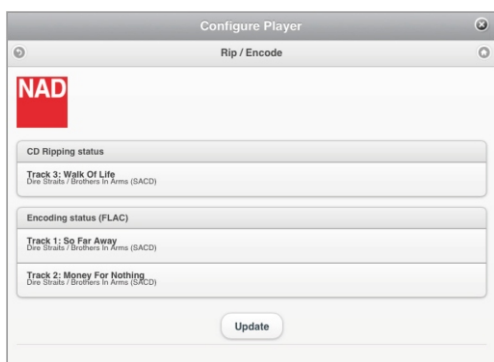 Configure Player
Rip / Encode
NAD
CD Ripping status
Track 3: Walk Of Life
Dire Straits / Brothers In Arms (SACD)
Encoding status (FLAC)
Track 1: So Far Away
Dire Straits / Brothers In Arms (SACD)
Track 2: Money For Nothing
Dire Straits / Brothers In Arms (SACD)
Update